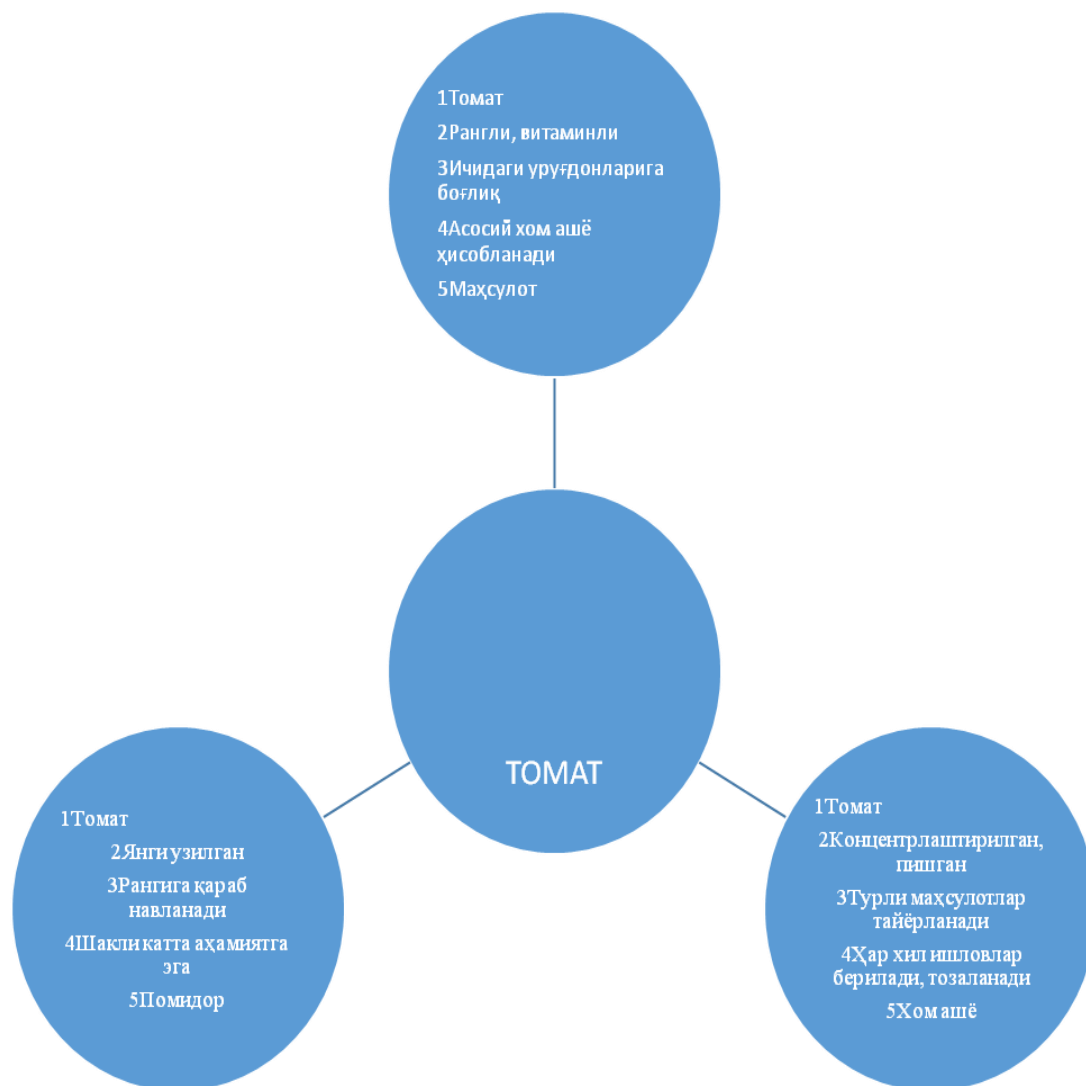 1Томат
2Рангли, витаминли
3Ичидаги уруғдонларига
боғлиқ
4Асосий хом ашё
ҳисобланади
5Маҳсулот
ТОМАТ
1Томат
2Янги узилган
3Рангига қараб
навланади
4Шакли катта аҳамиятга
эга
5Помидор
1Томат
2Концентрлаштирилган,
пишган
3Турли маҳсулотлар
тайёрланади
4Ҳар хил ишловлар
берилади, тозаланади
5Хом ашё